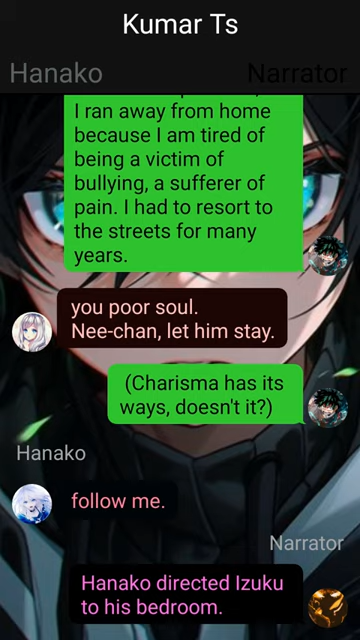 Kumar Ts
Hanako
Narrator
I ran away from home
because I am tired of
being a victim of
bullying, a sufferer of
pain. I had to resort to
the streets for many
years.
you poor soul.
Nee-chan, let him stay.
(Charisma has its
ways, doesn't it?)
Hanako
follow me.
Narrator
Hanako directed Izuku
to his bedroom.